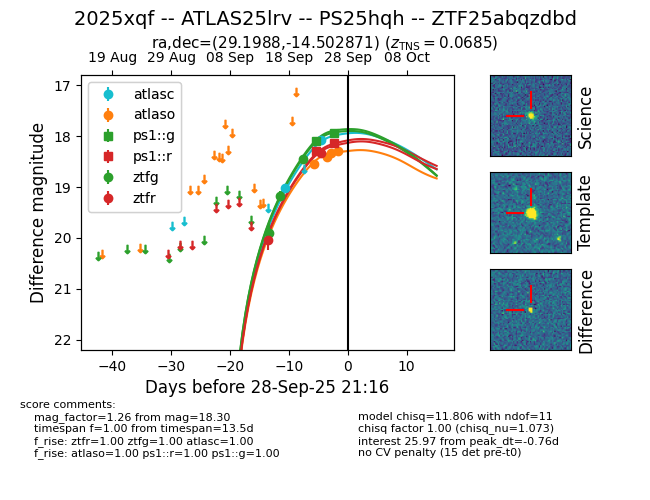 2025xqf -- ATLAS25lrv -- PS25hqh -- ZTF25abqzdbd
ra,dec=(29.1988,-14.502871) (zTNS = 0.0685)
19 Aug 29 Aug 08 Sep 18 Sep 28 Sep 08 Oct
17
18
19
20
21
22
Difference magnitude
atlasc
atlaso
ps1::g
ps1::r
ztfg
ztfr
−40 −30 −20 −10 0 10
Days before 28-Sep-25 21:16
Science
Template
Difference
score comments:
mag_factor=1.26 from mag=18.30
timespan f=1.00 from timespan=13.5d
f_rise: ztfr=1.00 ztfg=1.00 atlasc=1.00
f_rise: atlaso=1.00 ps1::r=1.00 ps1::g=1.00
model chisq=11.806 with ndof=11
chisq factor 1.00 (chisq_nu=1.073)
interest 25.97 from peak_dt=-0.76d
no CV penalty (15 det pre-t0)